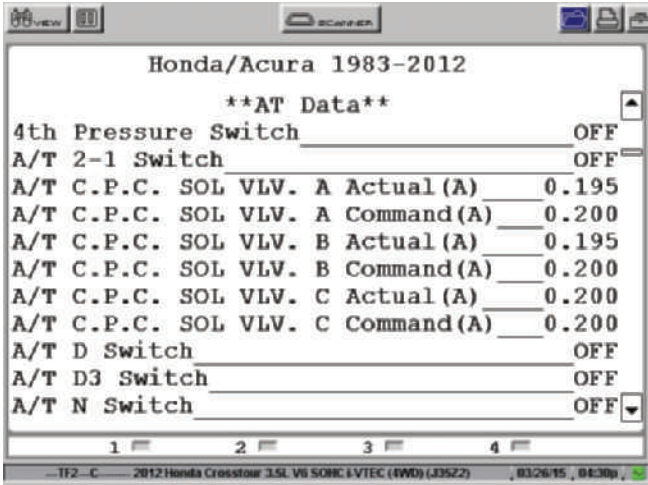 VIEW SCANNER
Honda/Acura 1983-2012
**AT Data**
4th Pressure Switch OFF
A/T 2-1 Switch OFF
A/T C.P.C. SOL VLV. A Actual(A) 0.195
A/T C.P.C. SOL VLV. A Command(A) 0.200
A/T C.P.C. SOL VLV. B Actual(A) 0.195
A/T C.P.C. SOL VLV. B Command(A) 0.200
A/T C.P.C. SOL VLV. C Actual(A) 0.200
A/T C.P.C. SOL VLV. C Command(A) 0.200
A/T D Switch OFF
A/T D3 Switch OFF
A/T N Switch OFF
1 2 3 4
TF2 C 2012 Honda Crosstour 3.5L V6 SOHC i-VTEC (4WD) (J35Z2) 03/26/15 04:30p